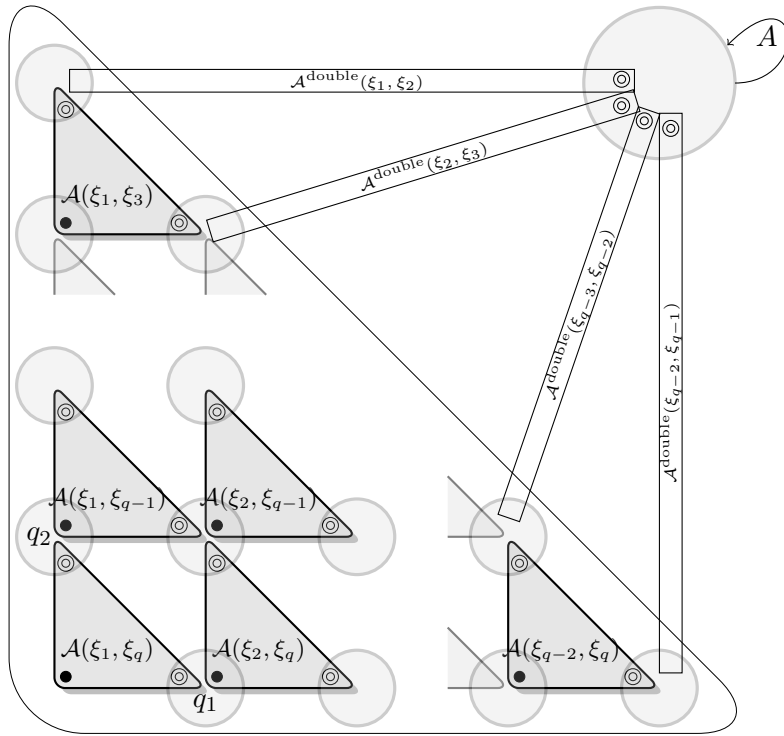 A
𝒜^double(ξ₁, ξ₂)
𝒜^double(ξ₂, ξ₃)
𝒜(ξ₁, ξ₃)
𝒜^double(ξ_{q−3}, ξ_{q−2})
𝒜^double(ξ_{q−2}, ξ_{q−1})
𝒜(ξ₁, ξ_{q−1})
𝒜(ξ₂, ξ_{q−1})
q₂
𝒜(ξ₁, ξ_q)
𝒜(ξ₂, ξ_q)
𝒜(ξ_{q−2}, ξ_q)
q₁